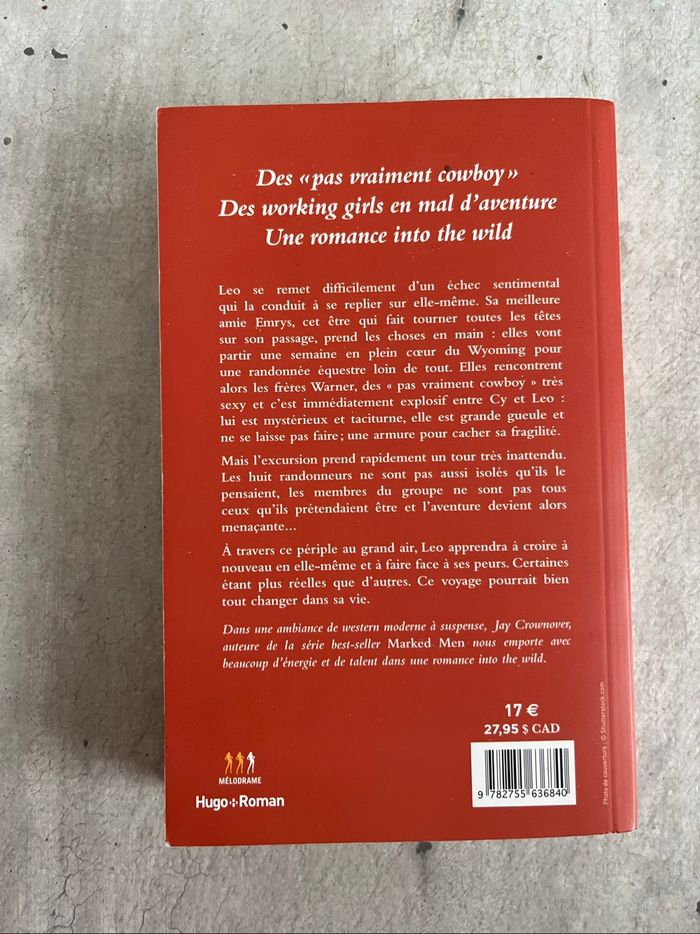 Des « pas vraiment cowboy »
Des working girls en mal d'aventure
Une romance into the wild
Leo se remet difficilement d'un échec sentimental
qui la conduit à se replier sur elle-même. Sa meilleure
amie Emrys, cet être qui fait tourner toutes les têtes
sur son passage, prend les choses en main : elles vont
partir une semaine en plein cœur du Wyoming pour
une randonnée équestre loin de tout. Elles rencontrent
alors les frères Warner, des « pas vraiment cowboy » très
sexy et c'est immédiatement explosif entre Cy et Leo :
lui est mystérieux et taciturne, elle est grande gueule et
ne se laisse pas faire ; une armure pour cacher sa fragilité.
Mais l'excursion prend rapidement un tour très inattendu.
Les huit randonneurs ne sont pas aussi isolés qu'ils le
pensaient, les membres du groupe ne sont pas tous
ceux qu'ils prétendaient être et l'aventure devient alors
menaçante...
À travers ce périple au grand air, Leo apprendra à croire à
nouveau en elle-même et à faire face à ses peurs. Certaines
étant plus réelles que d'autres. Ce voyage pourrait bien
tout changer dans sa vie.
Dans une ambiance de western moderne à suspense, Jay Crownover,
auteure de la série best-seller Marked Men nous emporte avec
beaucoup d'énergie et de talent dans une romance into the wild.
17 €
27,95 $ CAD
MÉLODRAME
Hugo+Roman
9 782755 636840
Photo de couverture : © Shutterstock.com